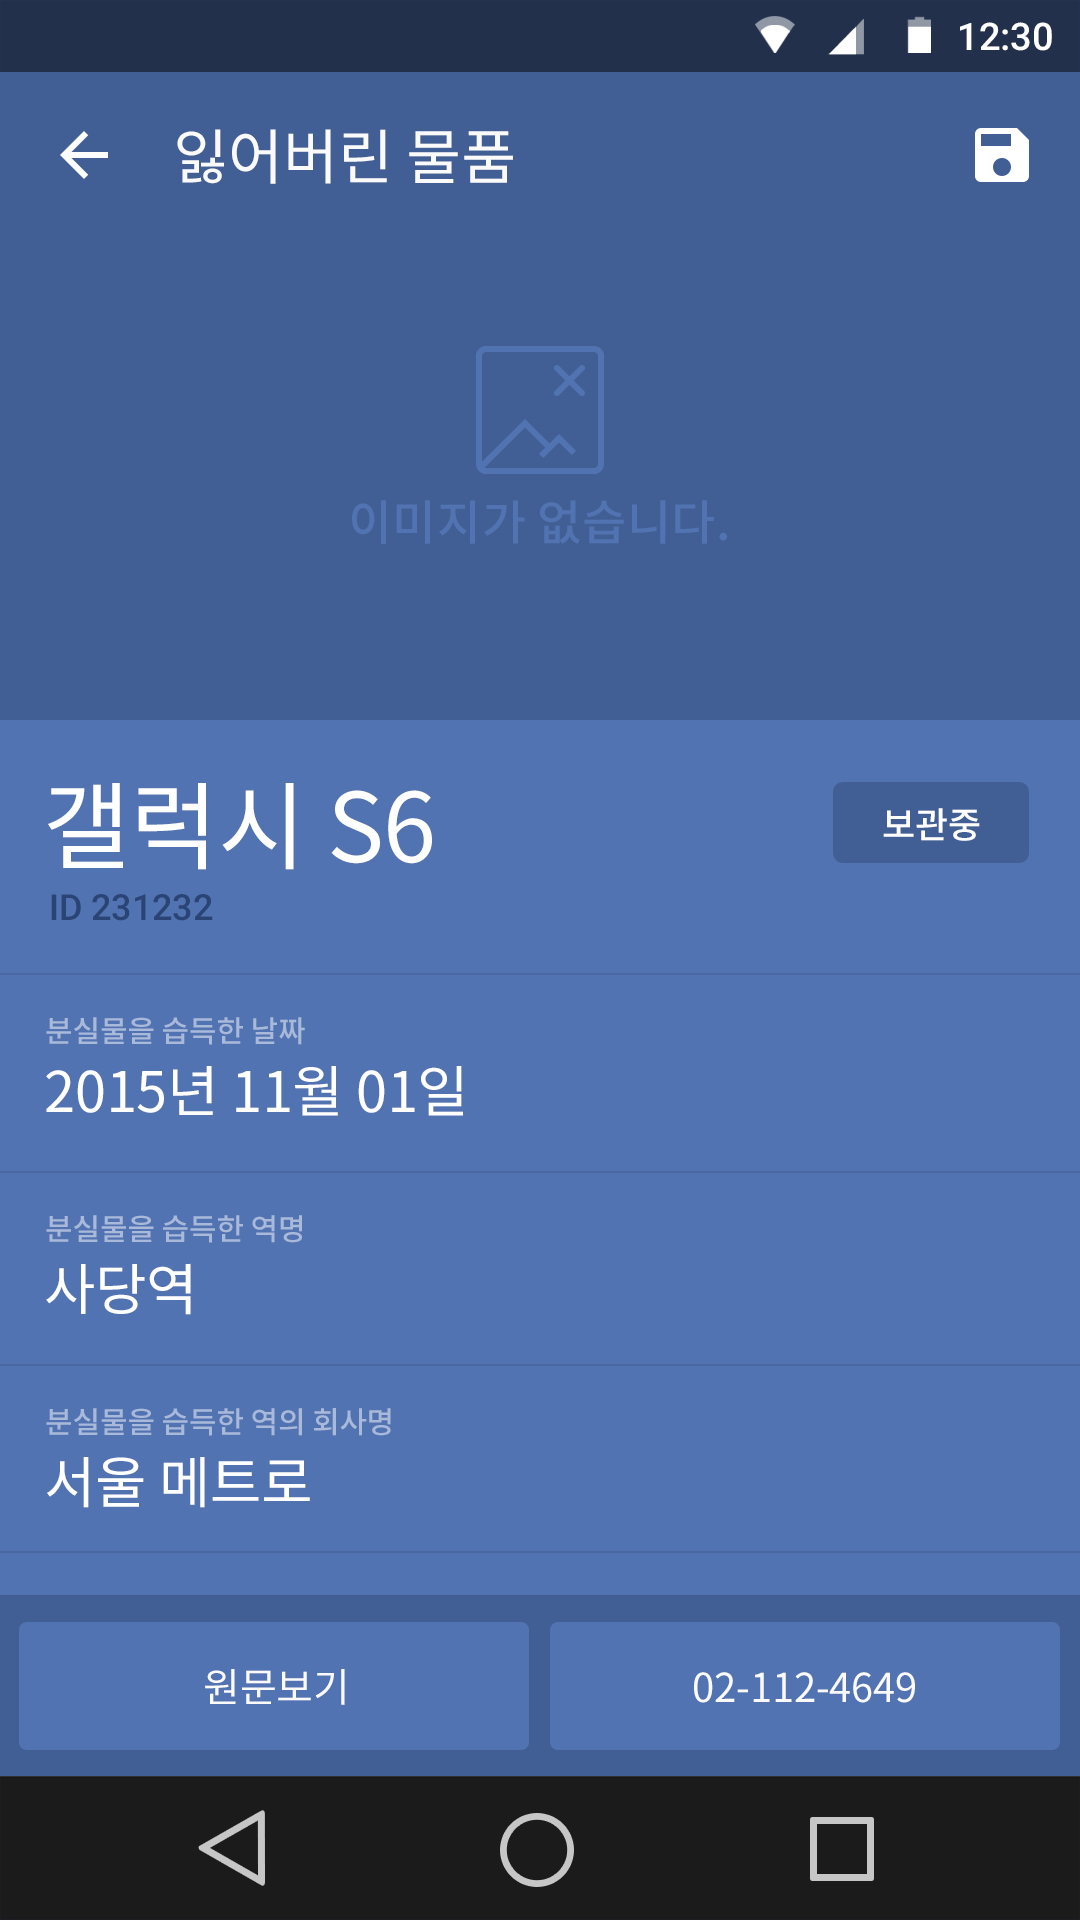 12:30
잃어버린 물품
이미지가 없습니다.
갤럭시 S6
보관중
ID 231232
분실물을 습득한 날짜
2015년 11월 01일
분실물을 습득한 역명
사당역
분실물을 습득한 역의 회사명
서울 메트로
원문보기
02-112-4649